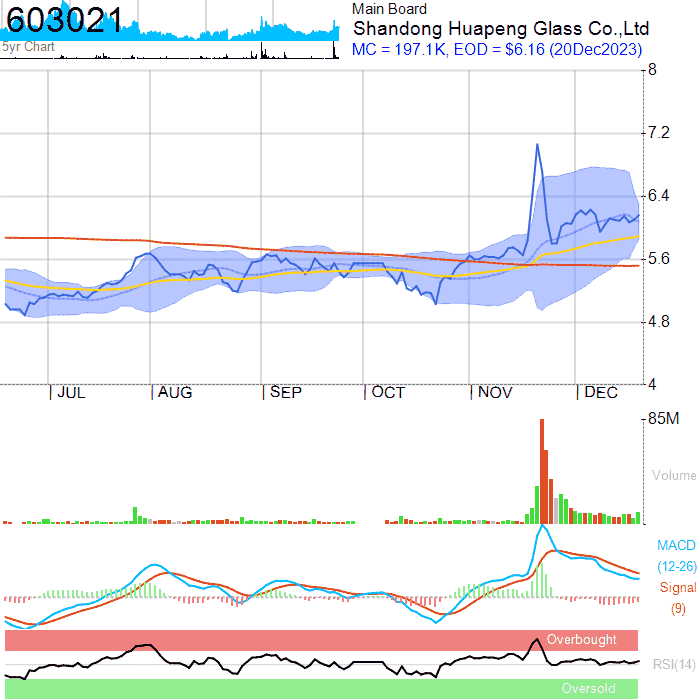 603021
5yr Chart
Main Board
Shandong Huapeng Glass Co.,Ltd
MC = 197.1K, EOD = $6.16 (20Dec2023)
8
7.2
6.4
5.6
4.8
4
JUL AUG SEP OCT NOV DEC
85M
Volume
MACD
(12-26)
Signal
(9)
Overbought
RSI(14)
Oversold